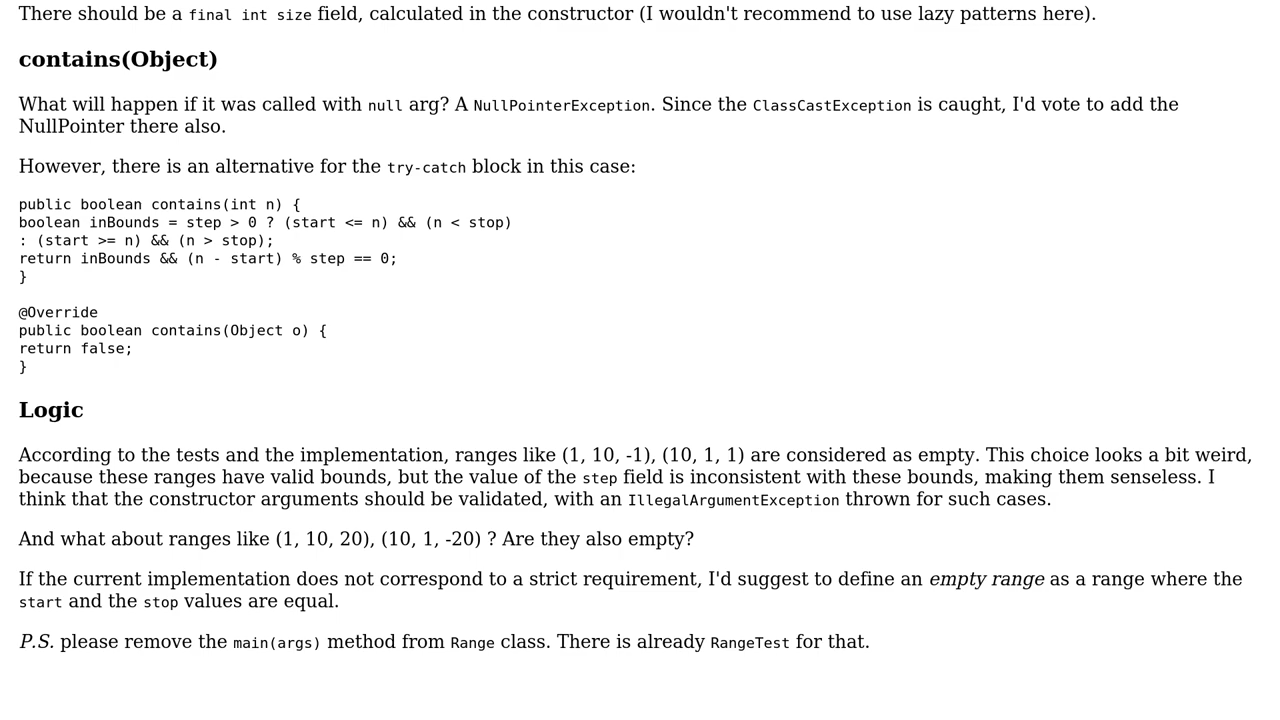 There should be a final int size field, calculated in the constructor (I wouldn't recommend to use lazy patterns here).
contains(Object)
What will happen if it was called with null arg? A NullPointerException. Since the ClassCastException is caught, I'd vote to add the
NullPointer there also.
However, there is an alternative for the try-catch block in this case:
public boolean contains(int n) {
boolean inBounds = step > 0 ? (start <= n) && (n < stop)
: (start >= n) && (n > stop);
return inBounds && (n - start) % step == 0;
}
@Override
public boolean contains(Object o) {
return false;
}
Logic
According to the tests and the implementation, ranges like (1, 10, -1), (10, 1, 1) are considered as empty. This choice looks a bit weird,
because these ranges have valid bounds, but the value of the step field is inconsistent with these bounds, making them senseless. I
think that the constructor arguments should be validated, with an IllegalArgumentException thrown for such cases.
And what about ranges like (1, 10, 20), (10, 1, -20) ? Are they also empty?
If the current implementation does not correspond to a strict requirement, I'd suggest to define an empty range as a range where the
start and the stop values are equal.
P.S. please remove the main(args) method from Range class. There is already RangeTest for that.